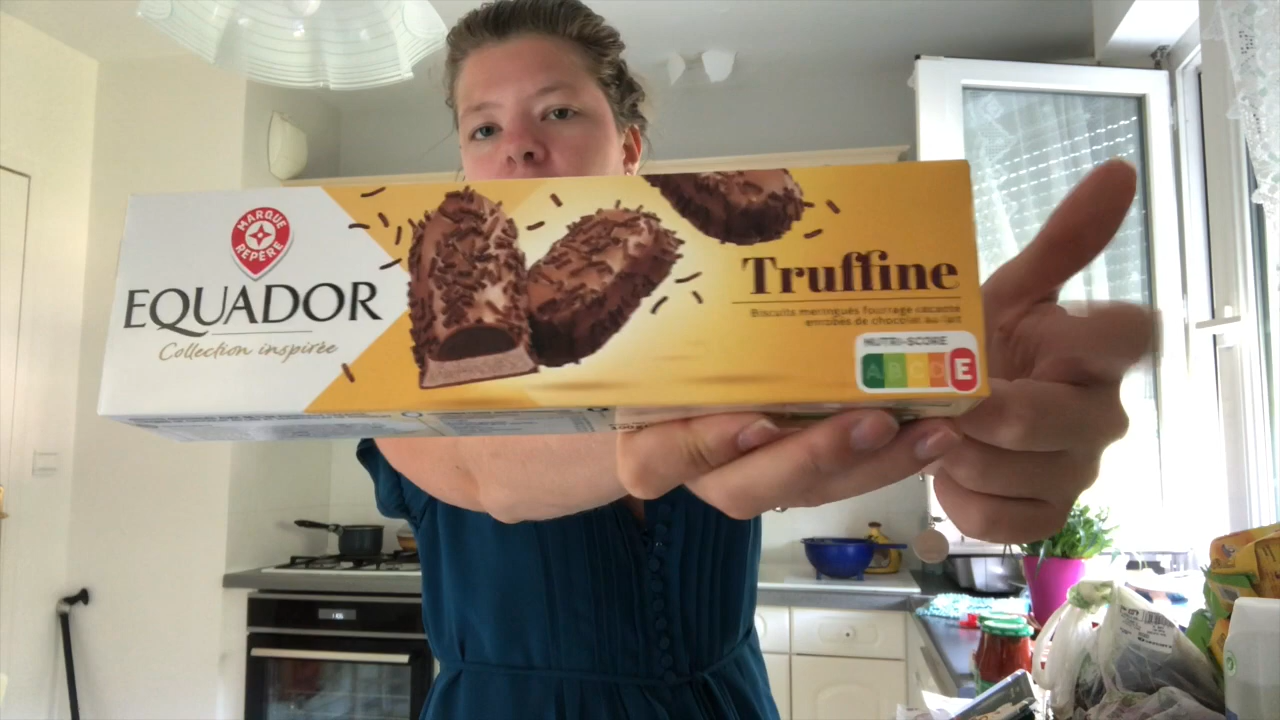 MARQUE
REPÈRE
EQUADOR
Collection inspirée
Truffine
Biscuits meringués fourrage cacaoté
enrobés de chocolat au lait
NUTRI-SCORE
A B C D E